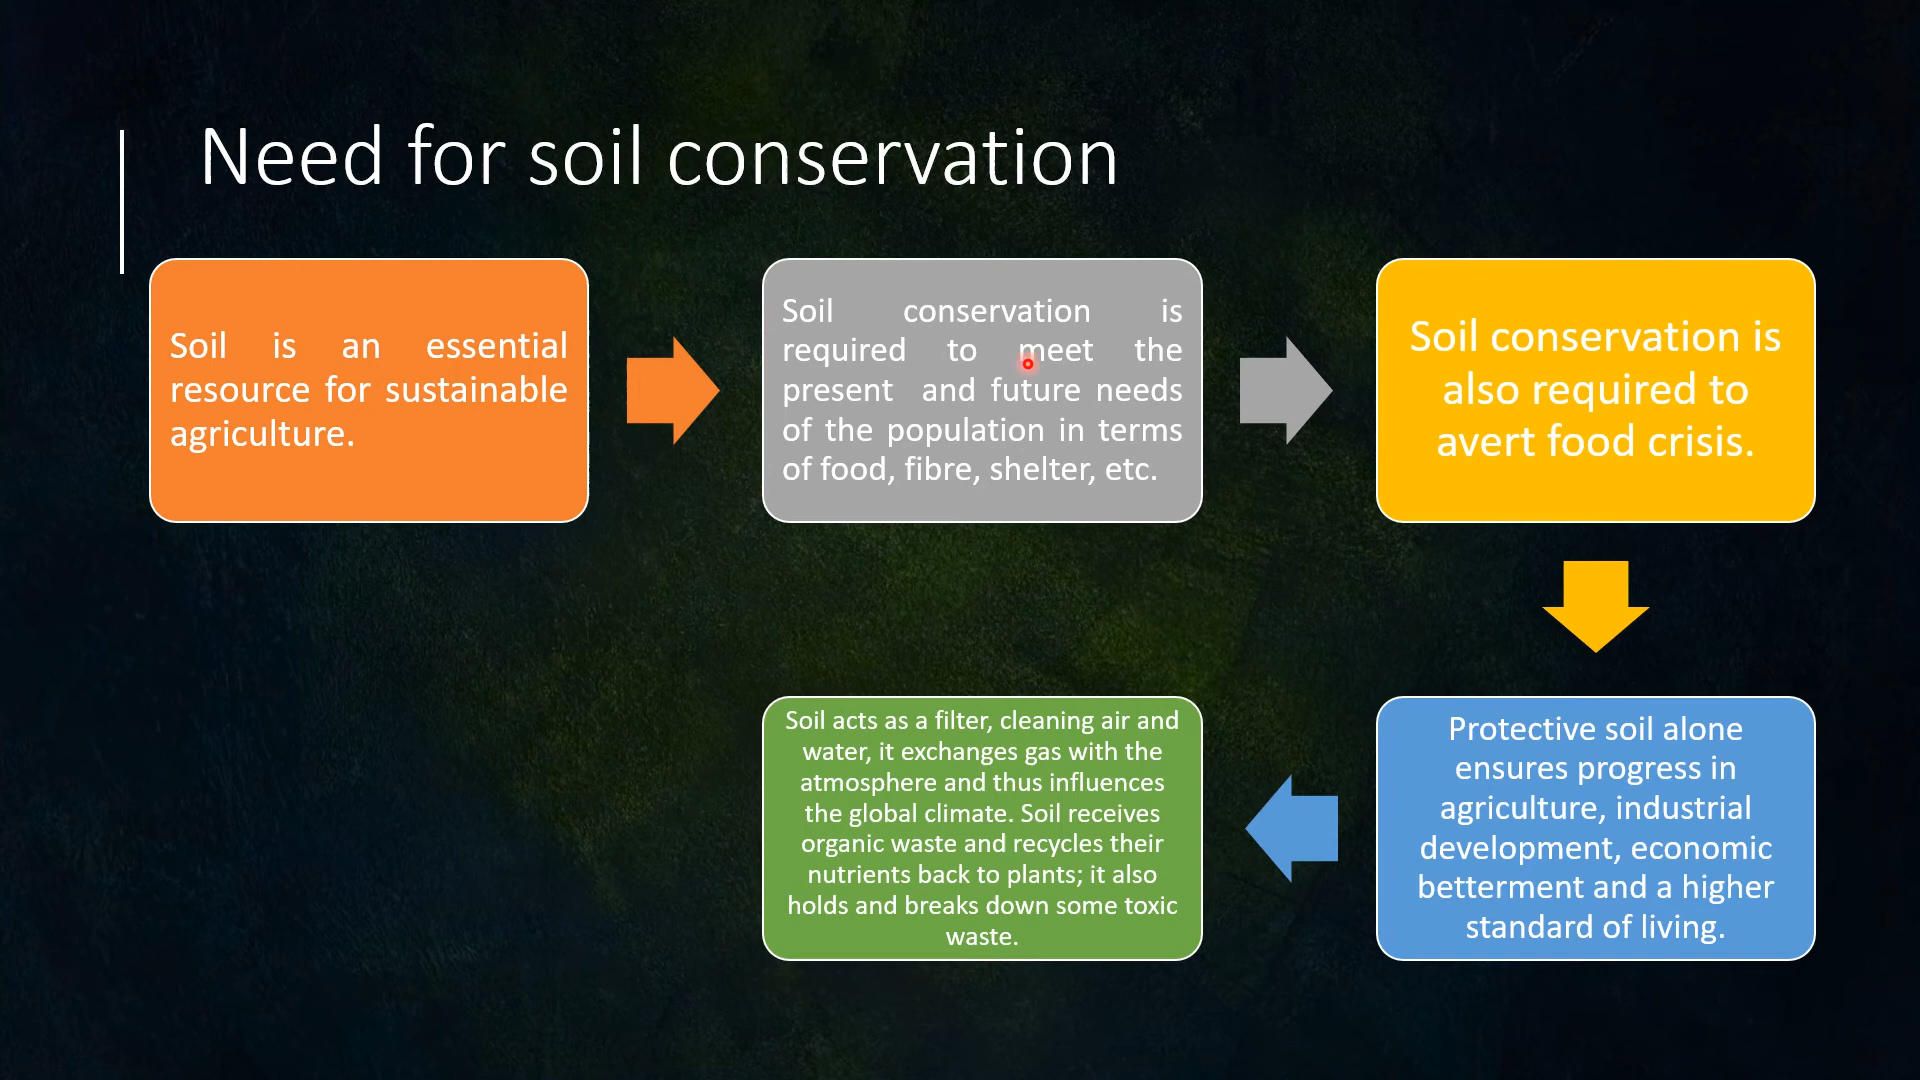 Need for soil conservation
Soil is an essential
resource for sustainable
agriculture.
Soil conservation is
required to meet the
present and future needs
of the population in terms
of food, fibre, shelter, etc.
Soil conservation is
also required to
avert food crisis.
Protective soil alone
ensures progress in
agriculture, industrial
development, economic
betterment and a higher
standard of living.
Soil acts as a filter, cleaning air and
water, it exchanges gas with the
atmosphere and thus influences
the global climate. Soil receives
organic waste and recycles their
nutrients back to plants; it also
holds and breaks down some toxic
waste.